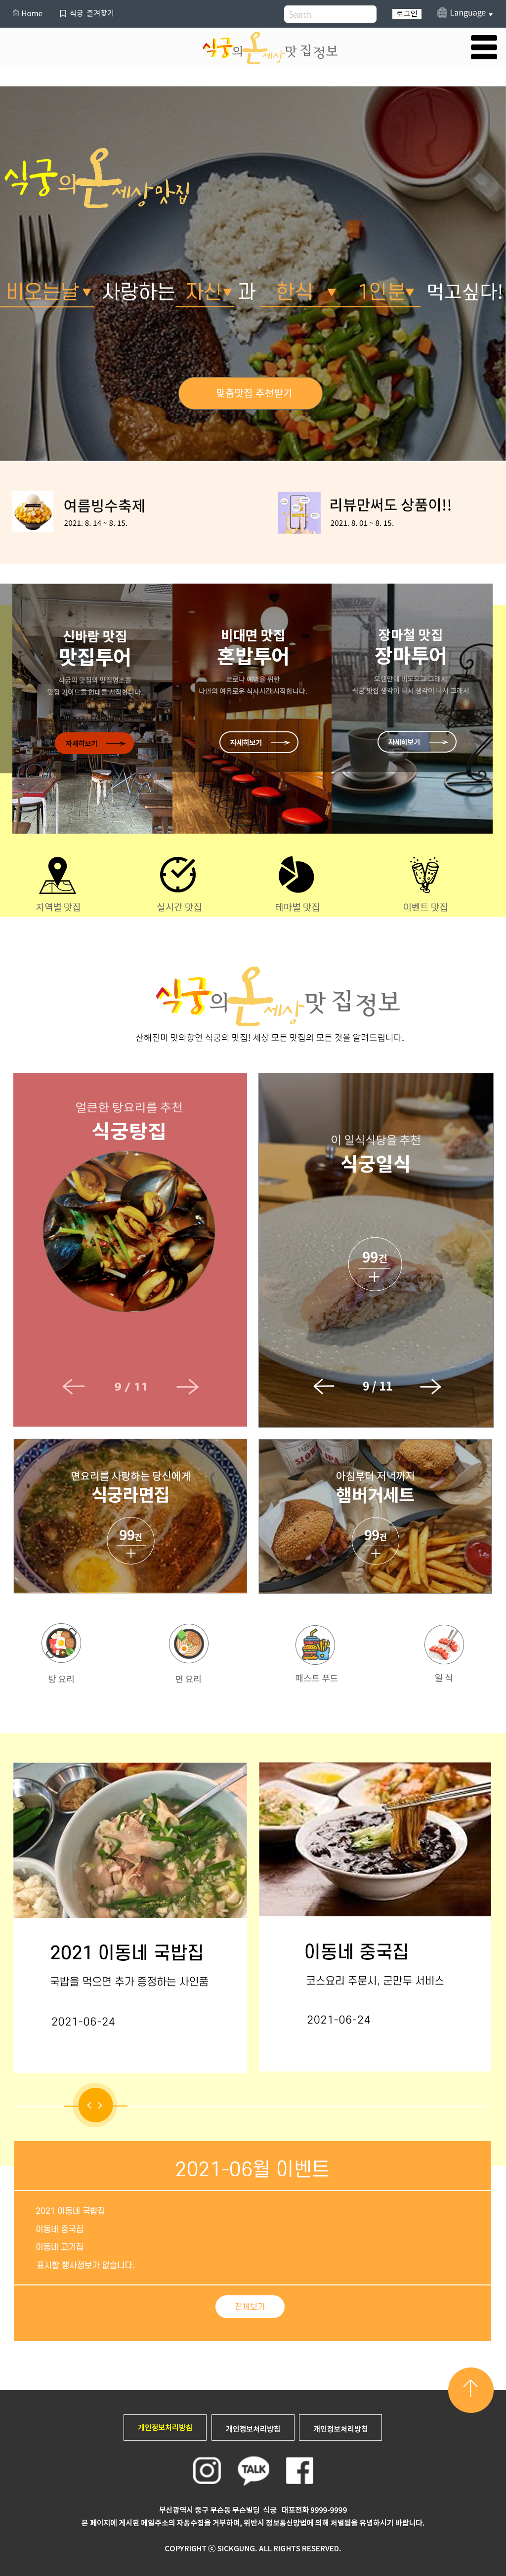 Home 식궁 즐겨찾기 Search 로그인 Language
식궁의온세상맛집정보
식궁의온세상맛집
비오는날 사랑하는 자신 과 한식 1인분 먹고싶다!
맞춤맛집 추천받기
여름빙수축제
2021. 8. 14 ~ 8. 15.
리뷰만써도 상품이!!
2021. 8. 01 ~ 8. 15.
신바람 맛집
맛집투어
식궁의 맛집의 맛집명소를
맛집 가이드를 안내를 시작합니다.
자세히보기
비대면 맛집
혼밥투어
코로나 예방을 위한
나만의 여유로운 식사시간시작합니다.
자세히보기
장마철 맛집
장마투어
오랜만에 비도오고 그래서
식궁 맛집 생각이 나서 생각이 나서 그래서
자세히보기
지역별 맛집
실시간 맛집
테마별 맛집
이벤트 맛집
식궁의온세상맛집정보
산해진미 맛의향면 식궁의 맛집! 세상 모든 맛집의 모든 것을 알려드립니다.
얼큰한 탕요리를 추천
식궁탕집
9 / 11
이 일식식당을 추천
식궁일식
99건
9 / 11
면요리를 사랑하는 당신에게
식궁라면집
99건
아침부터 저녁까지
햄버거세트
99건
탕 요리
면 요리
패스트 푸드
일 식
2021 이동네 국밥집
국밥을 먹으면 추가 증정하는 사인품
2021-06-24
이동네 중국집
코스요리 주문시, 군만두 서비스
2021-06-24
2021-06월 이벤트
2021 이동네 국밥집
이동네 중국집
이동네 고기집
표시할 행사정보가 없습니다.
전체보기
개인정보처리방침 개인정보처리방침 개인정보처리방침
TALK
부산광역시 중구 무슨동 무슨빌딩 식궁 대표전화 9999-9999
본 페이지에 게시된 메일주소의 자동수집을 거부하며, 위반시 정보통신망법에 의해 처벌됨을 유념하시기 바랍니다.
COPYRIGHT ⓒ SICKGUNG. ALL RIGHTS RESERVED.